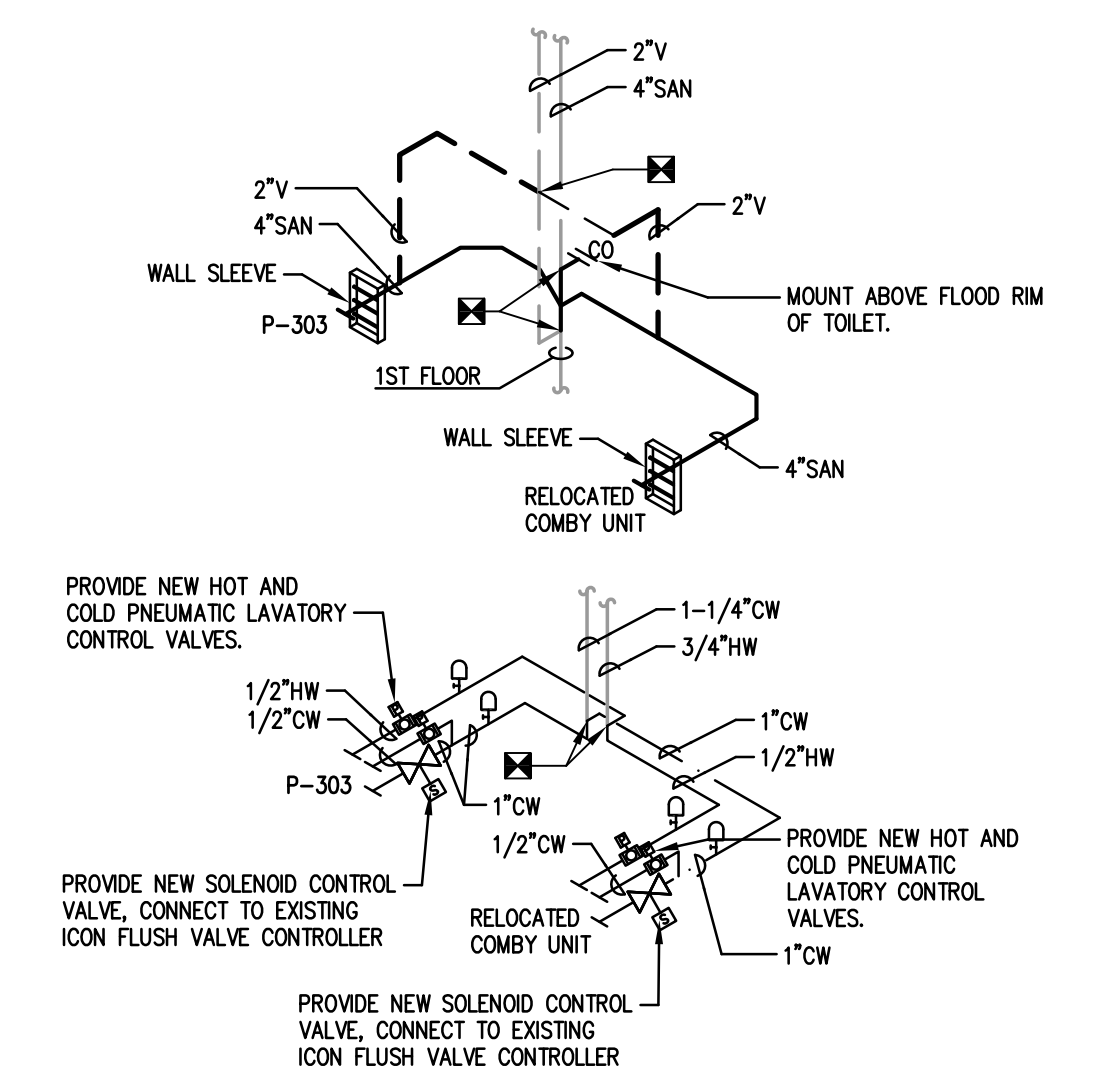 2"V
4"SAN
2"V
4"SAN
2"V
CO
WALL SLEEVE
P-303
MOUNT ABOVE FLOOD RIM
OF TOILET.
1ST FLOOR
WALL SLEEVE
4"SAN
RELOCATED
COMBY UNIT
PROVIDE NEW HOT AND
COLD PNEUMATIC LAVATORY
CONTROL VALVES.
1-1/4"CW
3/4"HW
1/2"HW
1/2"CW
P
P
1"CW
1/2"HW
P-303
S
1"CW
1/2"CW
P
P
PROVIDE NEW HOT AND
COLD PNEUMATIC
LAVATORY CONTROL
VALVES.
PROVIDE NEW SOLENOID CONTROL
VALVE, CONNECT TO EXISTING
ICON FLUSH VALVE CONTROLLER
RELOCATED
COMBY UNIT
S
1"CW
PROVIDE NEW SOLENOID CONTROL
VALVE, CONNECT TO EXISTING
ICON FLUSH VALVE CONTROLLER